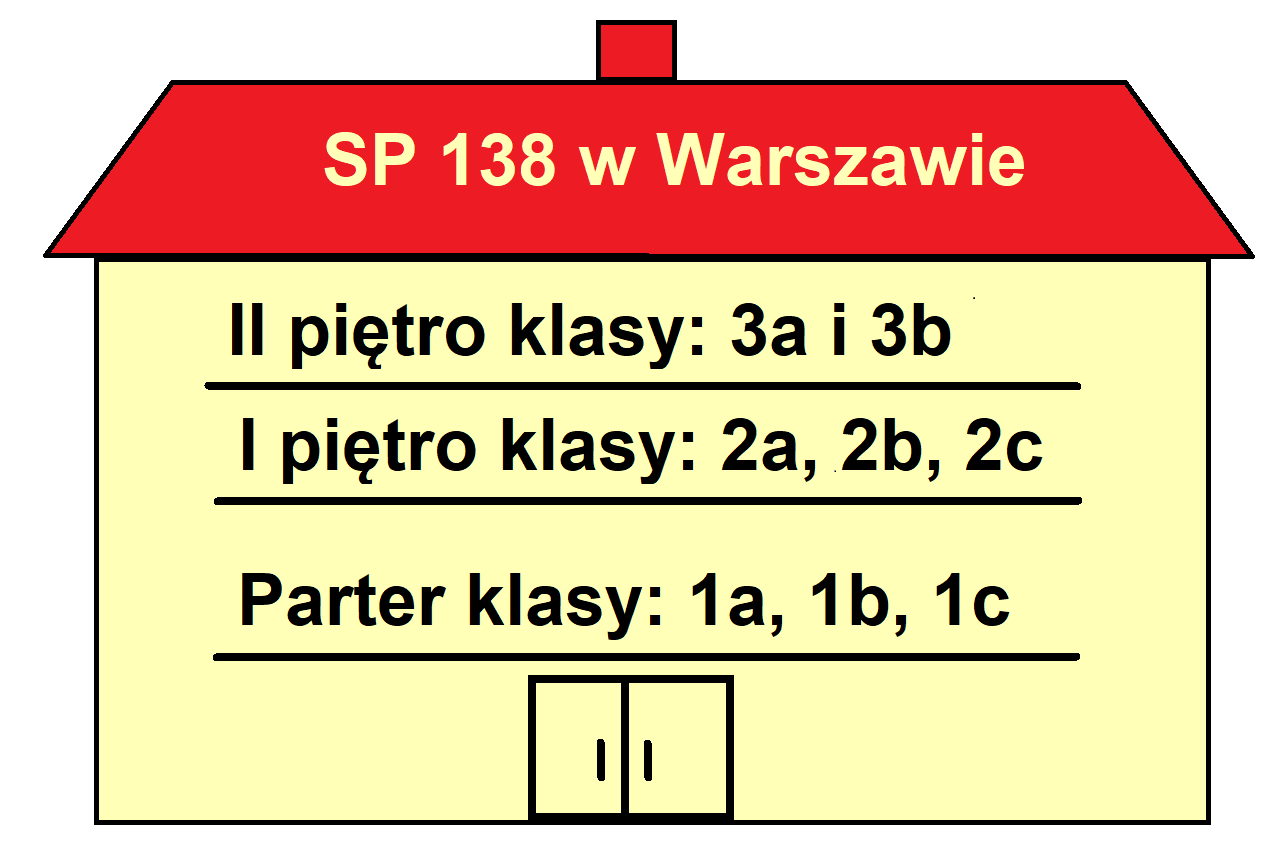 SP 138 w Warszawie
II piętro klasy: 3a i 3b
I piętro klasy: 2a, 2b, 2c
Parter klasy: 1a, 1b, 1c